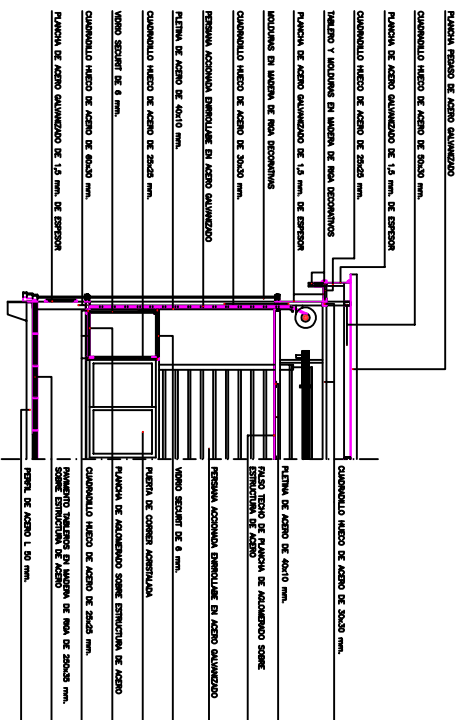 PLANCHA PEGASO DE ACERO GALVANIZADO
CUADRADILLO HUECO DE ACERO DE 50x30 mm.
PLANCHA DE ACERO GALVANIZADO DE 1,5 mm. DE ESPESOR
CUADRADILLO HUECO DE ACERO DE 25x25 mm.
TABLERO Y MOLDURAS EN MADERA DE RIGA DECORATIVOS
PLANCHA DE ACERO GALVANIZADO DE 1,5 mm. DE ESPESOR
MOLDURAS EN MADERA DE RIGA DECORATIVAS
CUADRADILLO HUECO DE ACERO DE 30x30 mm.
PERSIANA ACCIONADA ENRROLLABE EN ACERO GALVANIZADO
PLETINA DE ACERO DE 40x10 mm.
CUADRADILLO HUECO DE ACERO DE 25x25 mm.
VIDRIO SECURIT DE 6 mm.
CUADRADILLO HUECO DE ACERO DE 60x30 mm.
PLANCHA DE ACERO GALVANIZADO DE 1,5 mm. DE ESPESOR
CUADRADILLO HUECO DE ACERO DE 30x30 mm.
PLETINA DE ACERO DE 40x10 mm.
FALSO TECHO DE PLANCHA DE AGLOMERADO SOBRE
ESTRUCTURA DE ACERO
PERSIANA ACCIONADA ENRROLLABE EN ACERO GALVANIZADO
VIDRIO SECURIT DE 6 mm.
PUERTA DE CORRER ACRISTALADA
PLANCHA DE AGLOMERADO SOBRE ESTRUCTURA DE ACERO
CUADRADILLO HUECO DE ACERO DE 25x25 mm.
PAVIMENTO TABLEROS EN MADERA DE RIGA DE 250x35 mm.
SOBRE ESTRUCTURA DE ACERO
PERFIL DE ACERO L 50 mm.